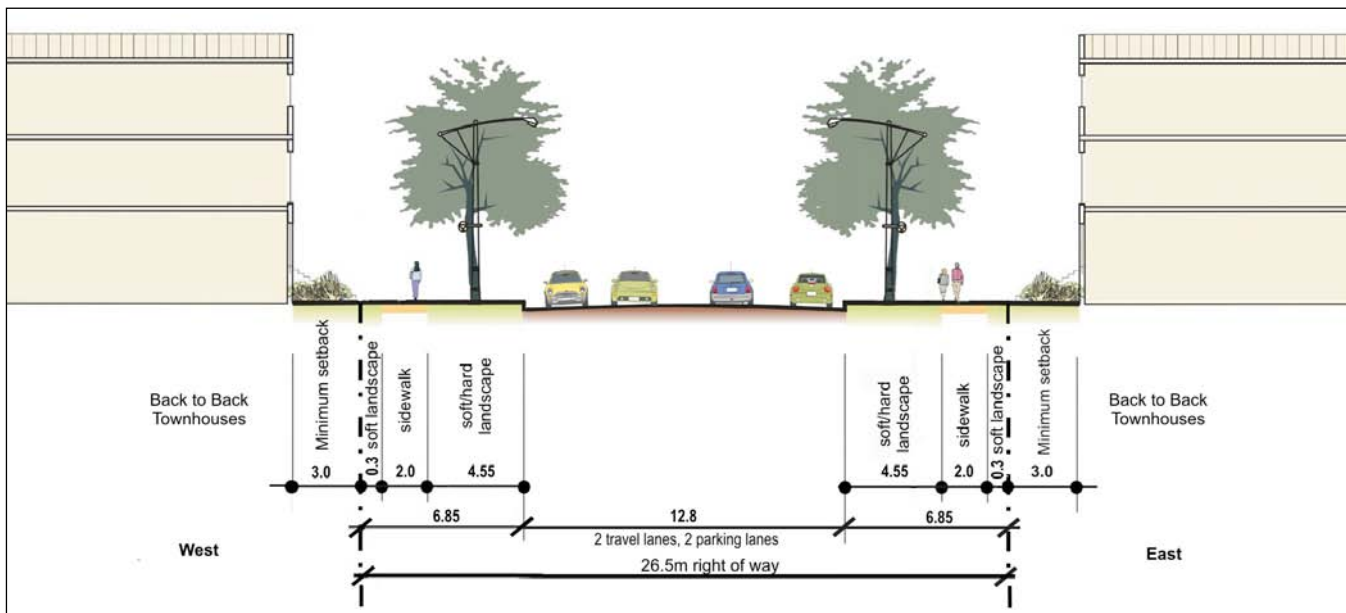 Back to Back
Townhouses
Minimum setback
3.0
soft landscape
0.3
sidewalk
2.0
soft/hard
landscape
4.55
soft/hard
landscape
4.55
sidewalk
2.0
soft landscape
0.3
Minimum setback
3.0
Back to Back
Townhouses
6.85
12.8
6.85
2 travel lanes, 2 parking lanes
West
East
26.5m right of way